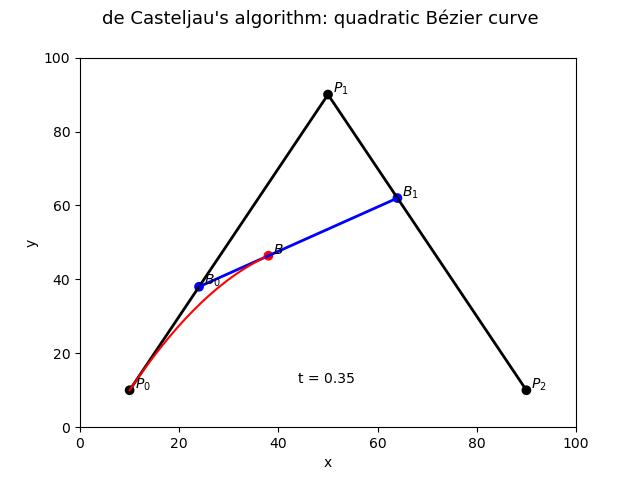 de Casteljau's algorithm: quadratic Bézier curve
100
80
60
40
20
0
y
P₁
B₁
B
B₀
P₀
P₂
t = 0.35
0 20 40 60 80 100
x